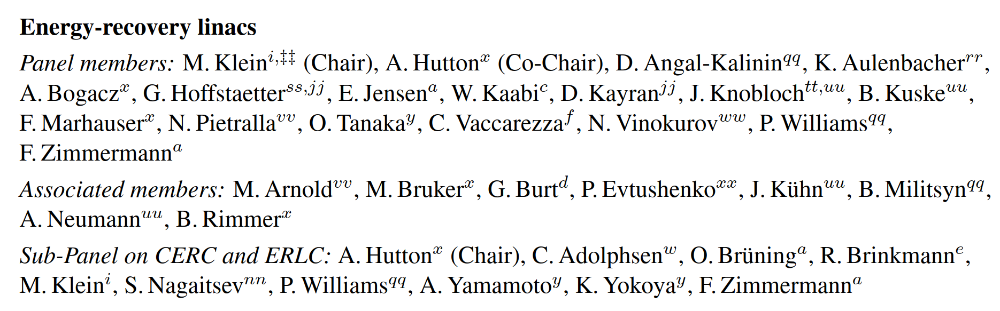 Energy-recovery linacs
Panel members: M. Klein^{i,‡‡} (Chair), A. Hutton^{x} (Co-Chair), D. Angal-Kalinin^{qq}, K. Aulenbacher^{rr},
A. Bogacz^{x}, G. Hoffstaetter^{ss,jj}, E. Jensen^{a}, W. Kaabi^{c}, D. Kayran^{jj}, J. Knobloch^{tt,uu}, B. Kuske^{uu},
F. Marhauser^{x}, N. Pietralla^{vv}, O. Tanaka^{y}, C. Vaccarezza^{f}, N. Vinokurov^{ww}, P. Williams^{qq},
F. Zimmermann^{a}
Associated members: M. Arnold^{vv}, M. Bruker^{x}, G. Burt^{d}, P. Evtushenko^{xx}, J. Kühn^{uu}, B. Militsyn^{qq},
A. Neumann^{uu}, B. Rimmer^{x}
Sub-Panel on CERC and ERLC: A. Hutton^{x} (Chair), C. Adolphsen^{w}, O. Brüning^{a}, R. Brinkmann^{e},
M. Klein^{i}, S. Nagaitsev^{nn}, P. Williams^{qq}, A. Yamamoto^{y}, K. Yokoya^{y}, F. Zimmermann^{a}